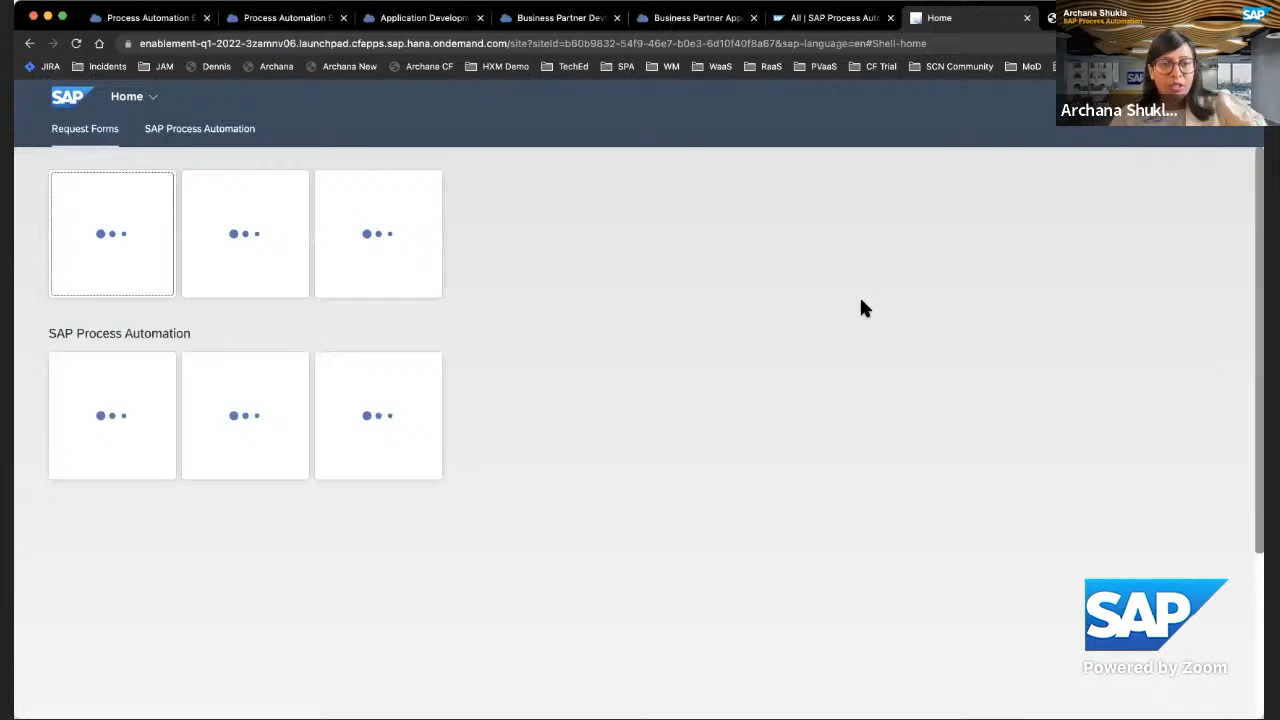 Process Automation E
Process Automation E
Application Developm
Business Partner Dev
Business Partner App
All | SAP Process Auto
Home
enablement-q1-2022-3zamnv06.launchpad.cfapps.sap.hana.ondemand.com/site?siteId=b60b9832-54f9-46e7-b0e3-6d10f40f8a67&sap-language=en#Shell-home
JIRA
Incidents
JAM
Dennis
Archana
Archana New
Archana CF
HXM Demo
TechEd
SPA
WM
WaaS
RaaS
PVaaS
CF Trial
SCN Community
MoD
Archana Shukla
SAP Process Automation
SAP
SAP
Archana Shukl...
SAP
Home
Request Forms
SAP Process Automation
SAP Process Automation
SAP
Powered by Zoom